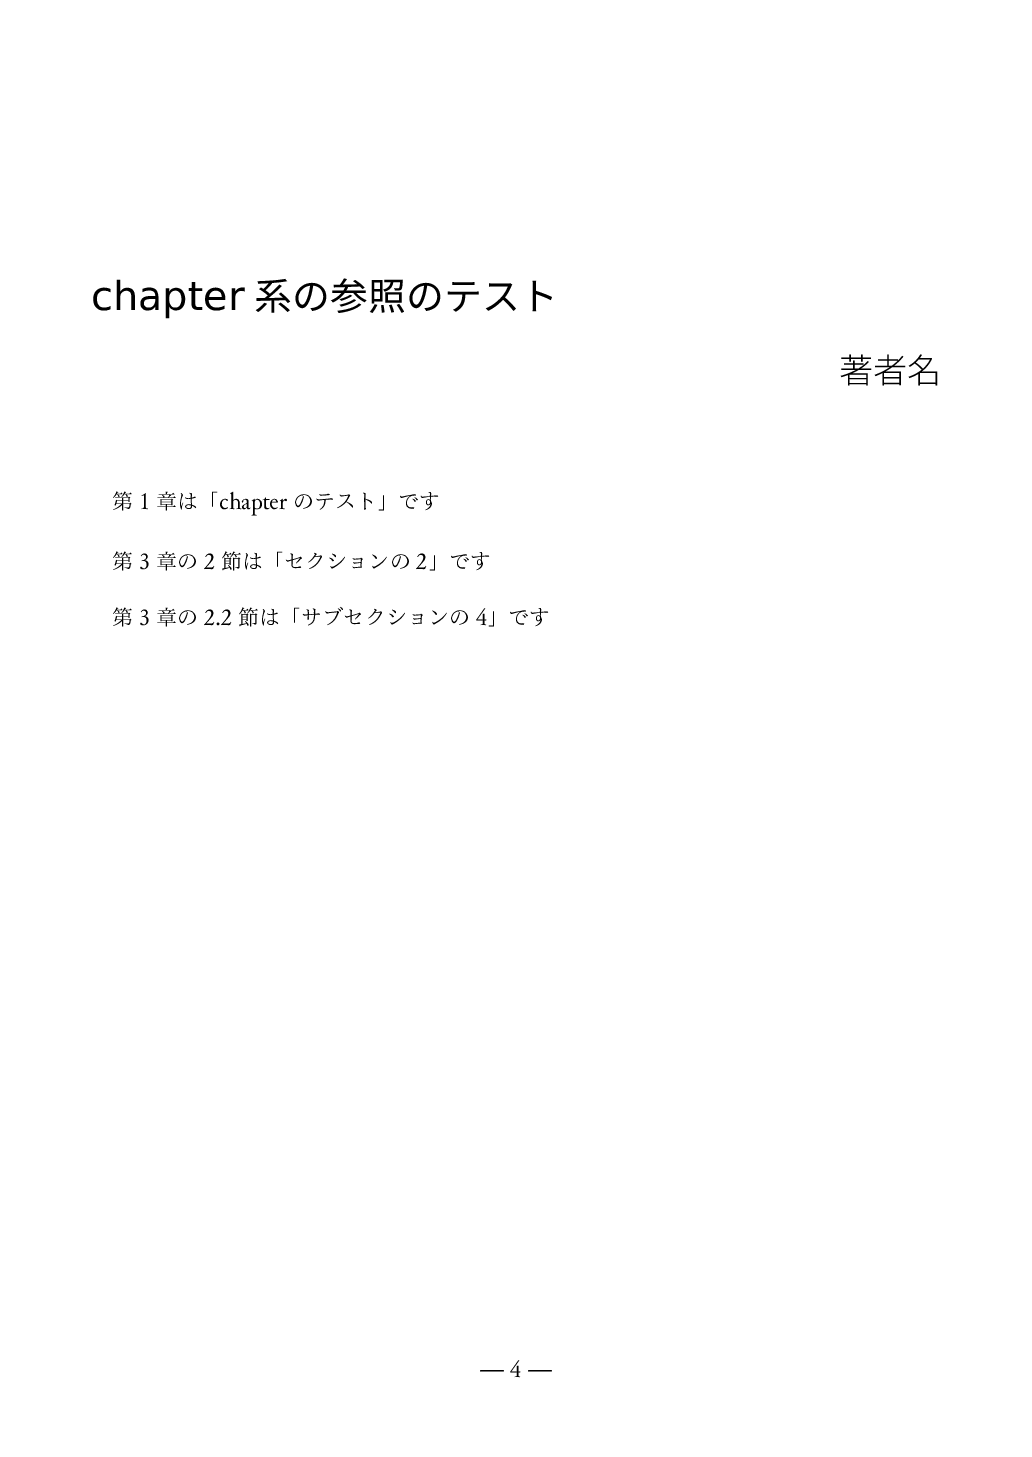 chapter 系の参照のテスト
著者名
第 1 章は「chapter のテスト」です
第 3 章の 2 節は「セクションの 2」です
第 3 章の 2.2 節は「サブセクションの 4」です
— 4 —